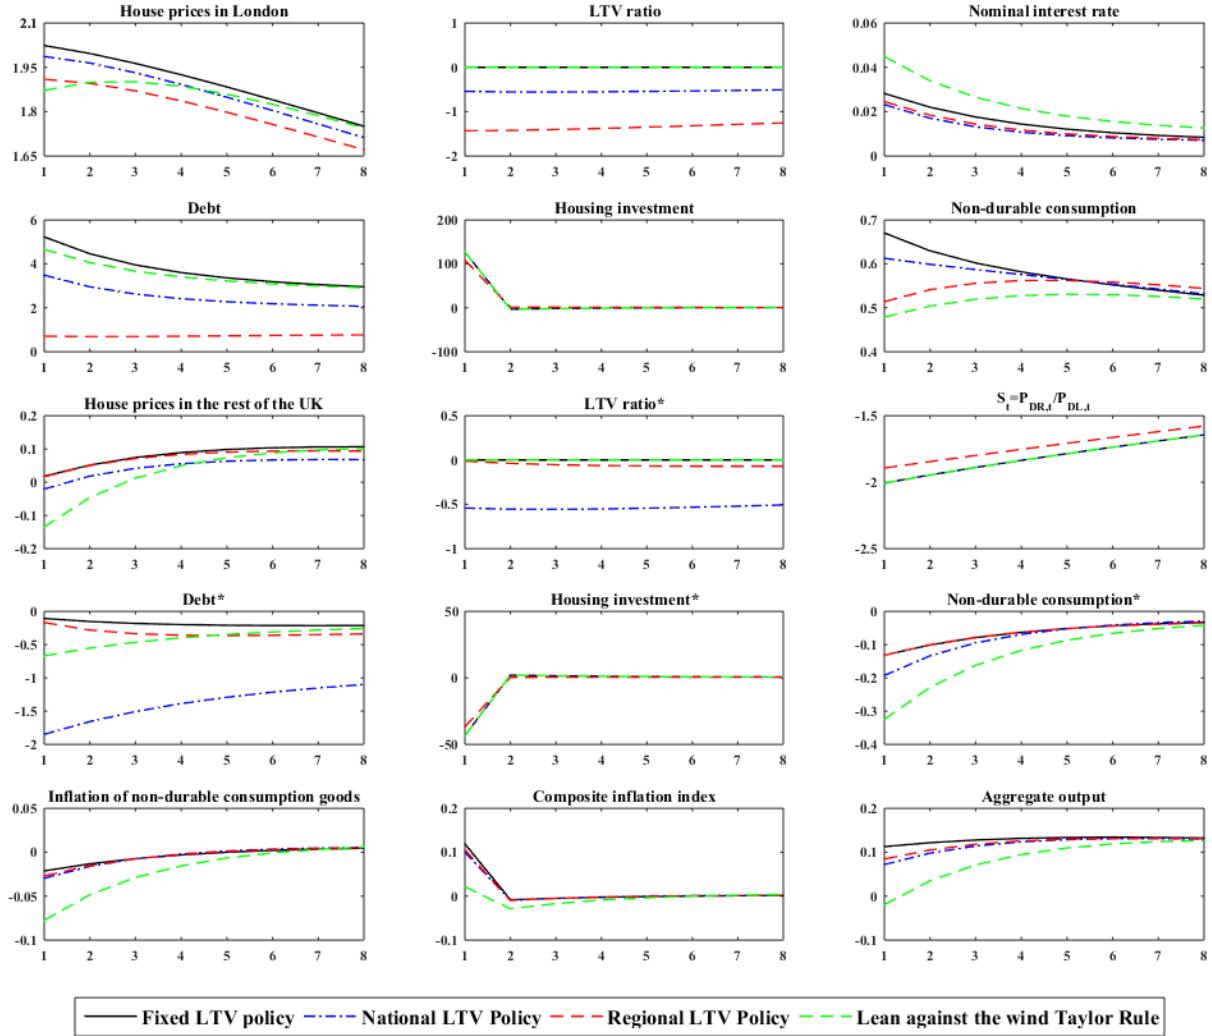 House prices in London
2.1
1.95
1.8
1.65
1 2 3 4 5 6 7 8
LTV ratio
1
0
-1
-2
1 2 3 4 5 6 7 8
Nominal interest rate
0.06
0.04
0.02
0
1 2 3 4 5 6 7 8
Debt
6
4
2
0
1 2 3 4 5 6 7 8
Housing investment
200
100
0
-100
1 2 3 4 5 6 7 8
Non-durable consumption
0.7
0.6
0.5
0.4
1 2 3 4 5 6 7 8
House prices in the rest of the UK
0.2
0.1
0
-0.1
-0.2
1 2 3 4 5 6 7 8
LTV ratio*
0.5
0
-0.5
-1
1 2 3 4 5 6 7 8
S_t=P_{DR,t}/P_{DL,t}
-1.5
-2
-2.5
1 2 3 4 5 6 7 8
Debt*
0
-0.5
-1
-1.5
-2
1 2 3 4 5 6 7 8
Housing investment*
50
0
-50
1 2 3 4 5 6 7 8
Non-durable consumption*
0
-0.1
-0.2
-0.3
-0.4
1 2 3 4 5 6 7 8
Inflation of non-durable consumption goods
0.05
0
-0.05
-0.1
1 2 3 4 5 6 7 8
Composite inflation index
0.2
0.1
0
-0.1
1 2 3 4 5 6 7 8
Aggregate output
0.2
0.1
0
-0.1
1 2 3 4 5 6 7 8
Fixed LTV policy National LTV Policy Regional LTV Policy Lean against the wind Taylor Rule